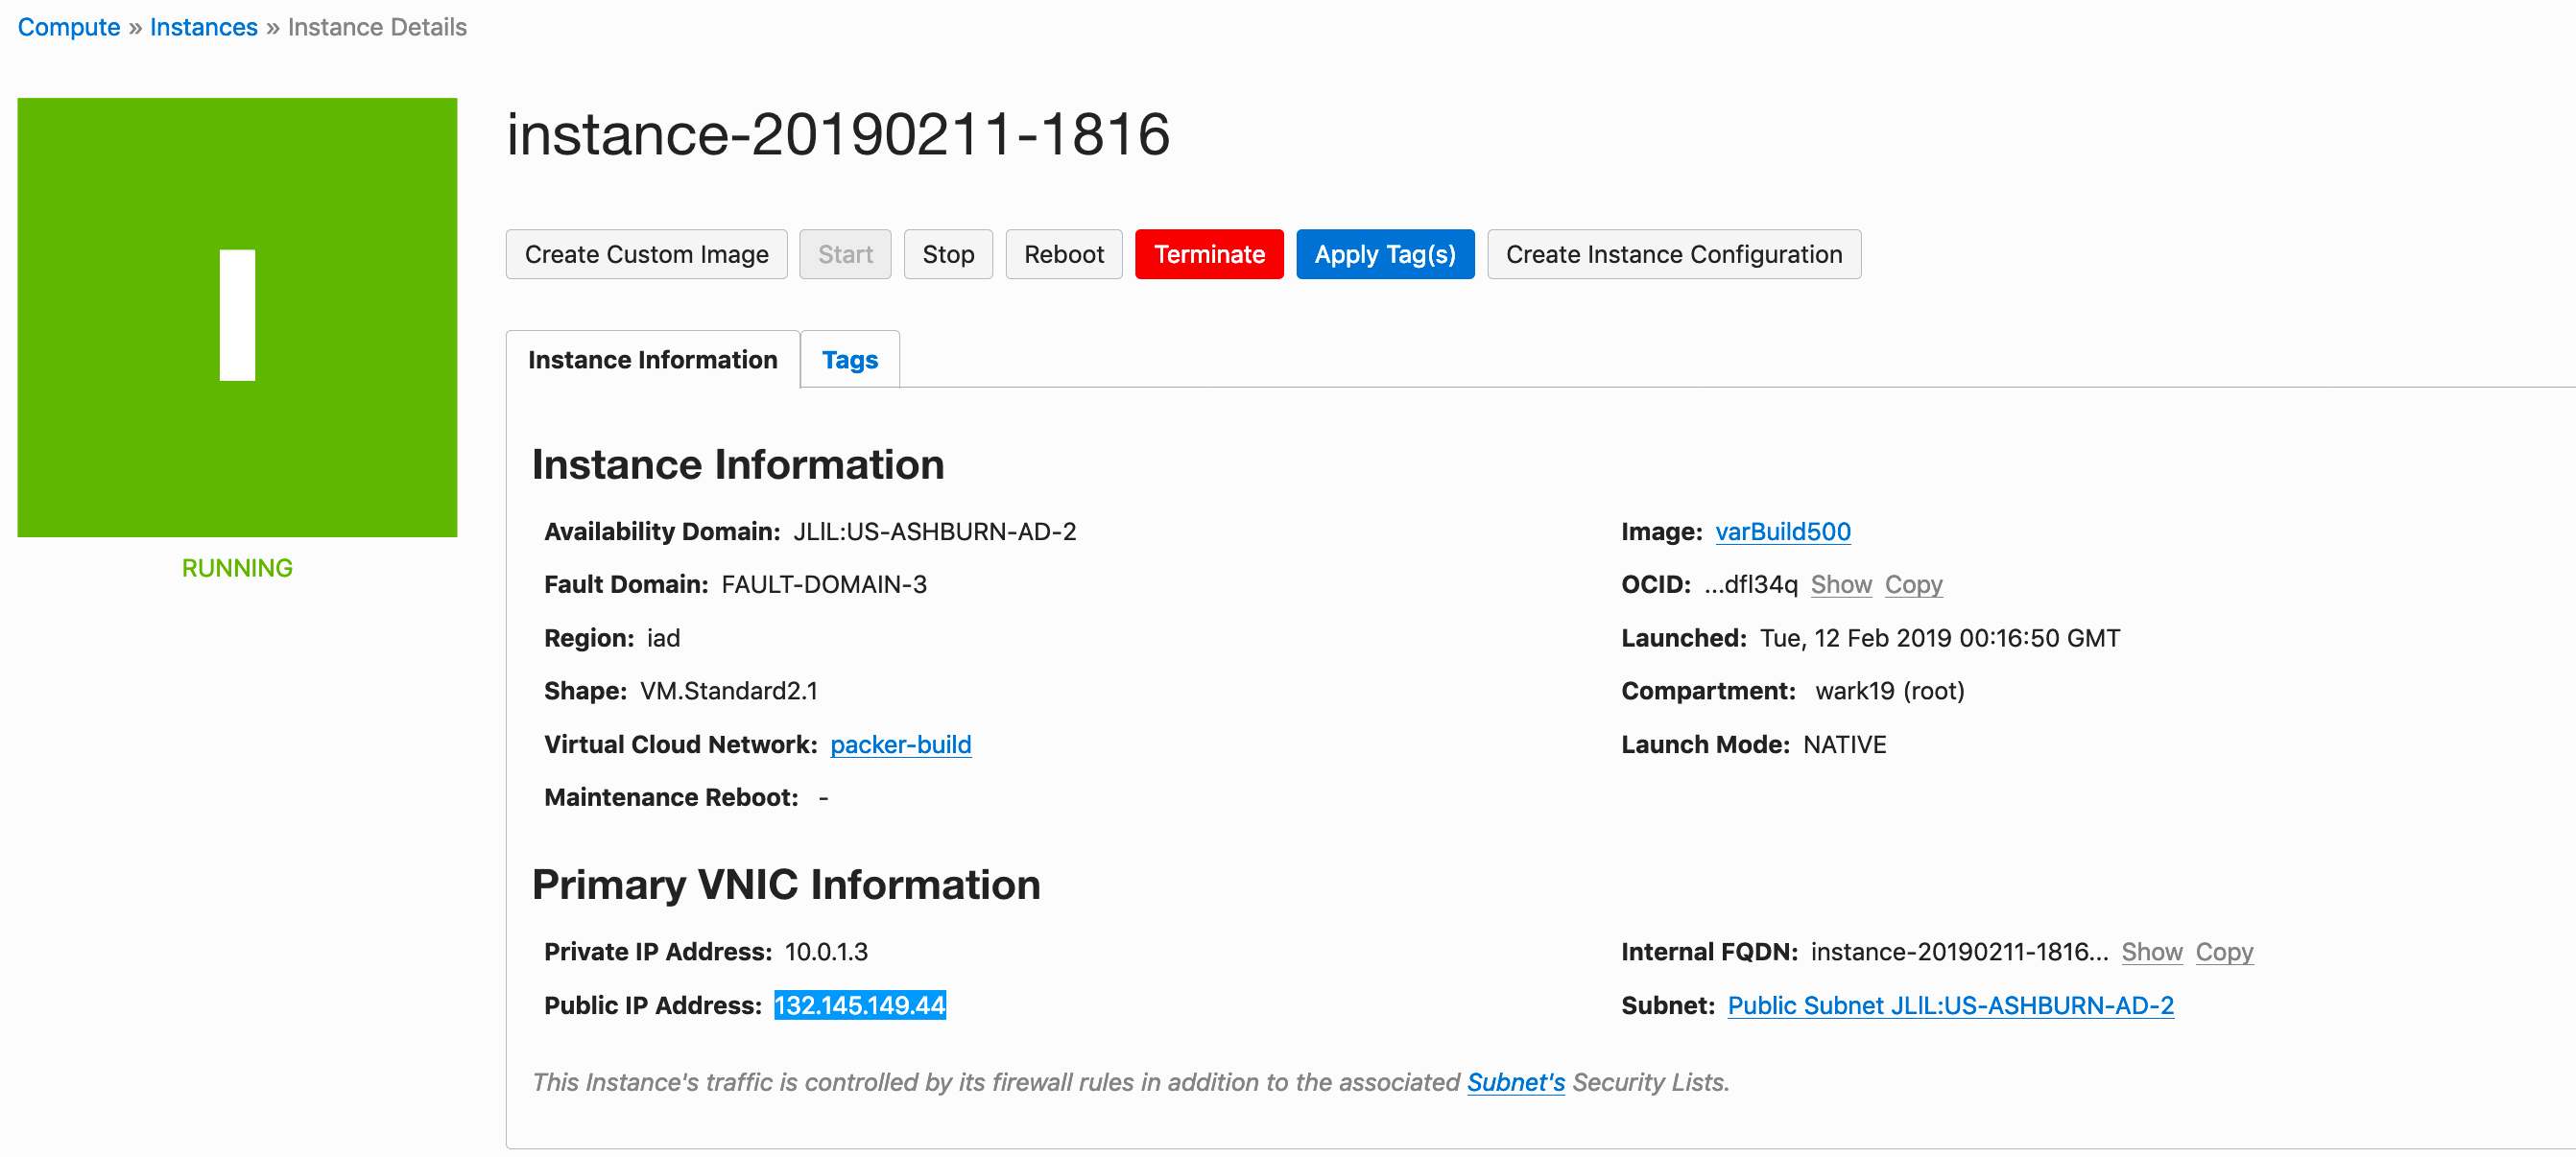 Compute » Instances » Instance Details
I
RUNNING
instance-20190211-1816
Create Custom Image Start Stop Reboot Terminate Apply Tag(s) Create Instance Configuration
Instance Information Tags
Instance Information
Availability Domain: JLlL:US-ASHBURN-AD-2
Fault Domain: FAULT-DOMAIN-3
Region: iad
Shape: VM.Standard2.1
Virtual Cloud Network: packer-build
Maintenance Reboot: -
Image: varBuild500
OCID: ...dfl34q Show Copy
Launched: Tue, 12 Feb 2019 00:16:50 GMT
Compartment: wark19 (root)
Launch Mode: NATIVE
Primary VNIC Information
Private IP Address: 10.0.1.3
Public IP Address: 132.145.149.44
Internal FQDN: instance-20190211-1816... Show Copy
Subnet: Public Subnet JLlL:US-ASHBURN-AD-2
This Instance's traffic is controlled by its firewall rules in addition to the associated Subnet's Security Lists.